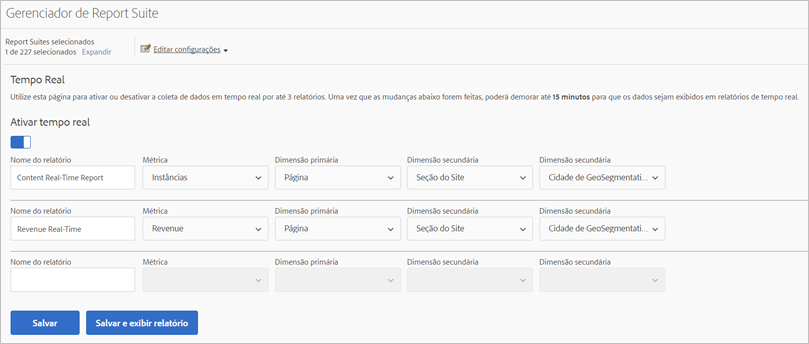 Gerenciador de Report Suite
Report Suites selecionados
1 de 227 selecionados Expandir
Editar configurações
Tempo Real
Utilize esta página para ativar ou desativar a coleta de dados em tempo real por até 3 relatórios. Uma vez que as mudanças abaixo forem feitas, poderá demorar até 15 minutos para que os dados sejam exibidos em relatórios de tempo real.
Ativar tempo real
Nome do relatório Métrica Dimensão primária Dimensão secundária Dimensão secundária
Content Real-Time Report Instâncias Página Seção do Site Cidade de GeoSegmentati...
Nome do relatório Métrica Dimensão primária Dimensão secundária Dimensão secundária
Revenue Real-Time Revenue Página Seção do Site Cidade de GeoSegmentati...
Nome do relatório Métrica Dimensão primária Dimensão secundária Dimensão secundária
Salvar Salvar e exibir relatório